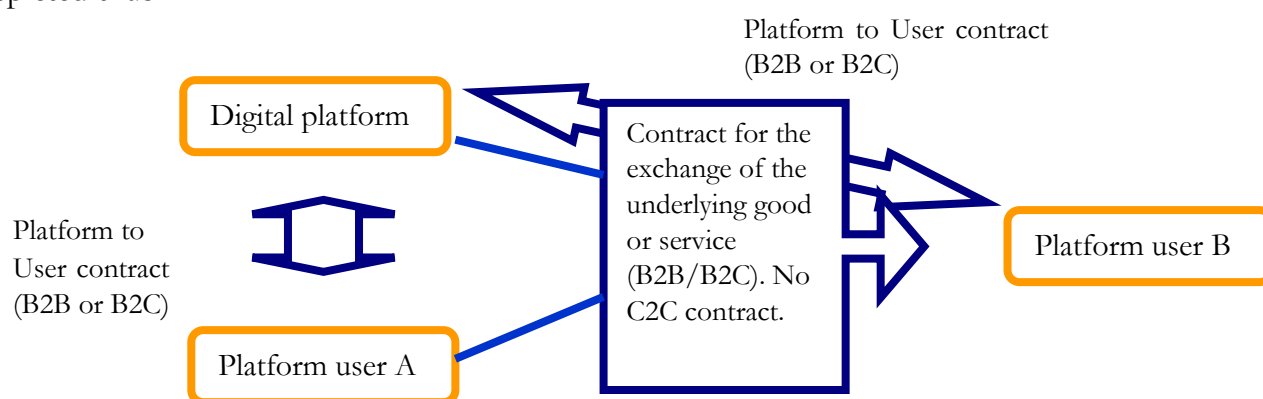 Platform to User contract
(B2B or B2C)
Digital platform
Contract for the
exchange of the
underlying good
or service
(B2B/B2C). No
C2C contract.
Platform to
User contract
(B2B or B2C)
Platform user B
Platform user A